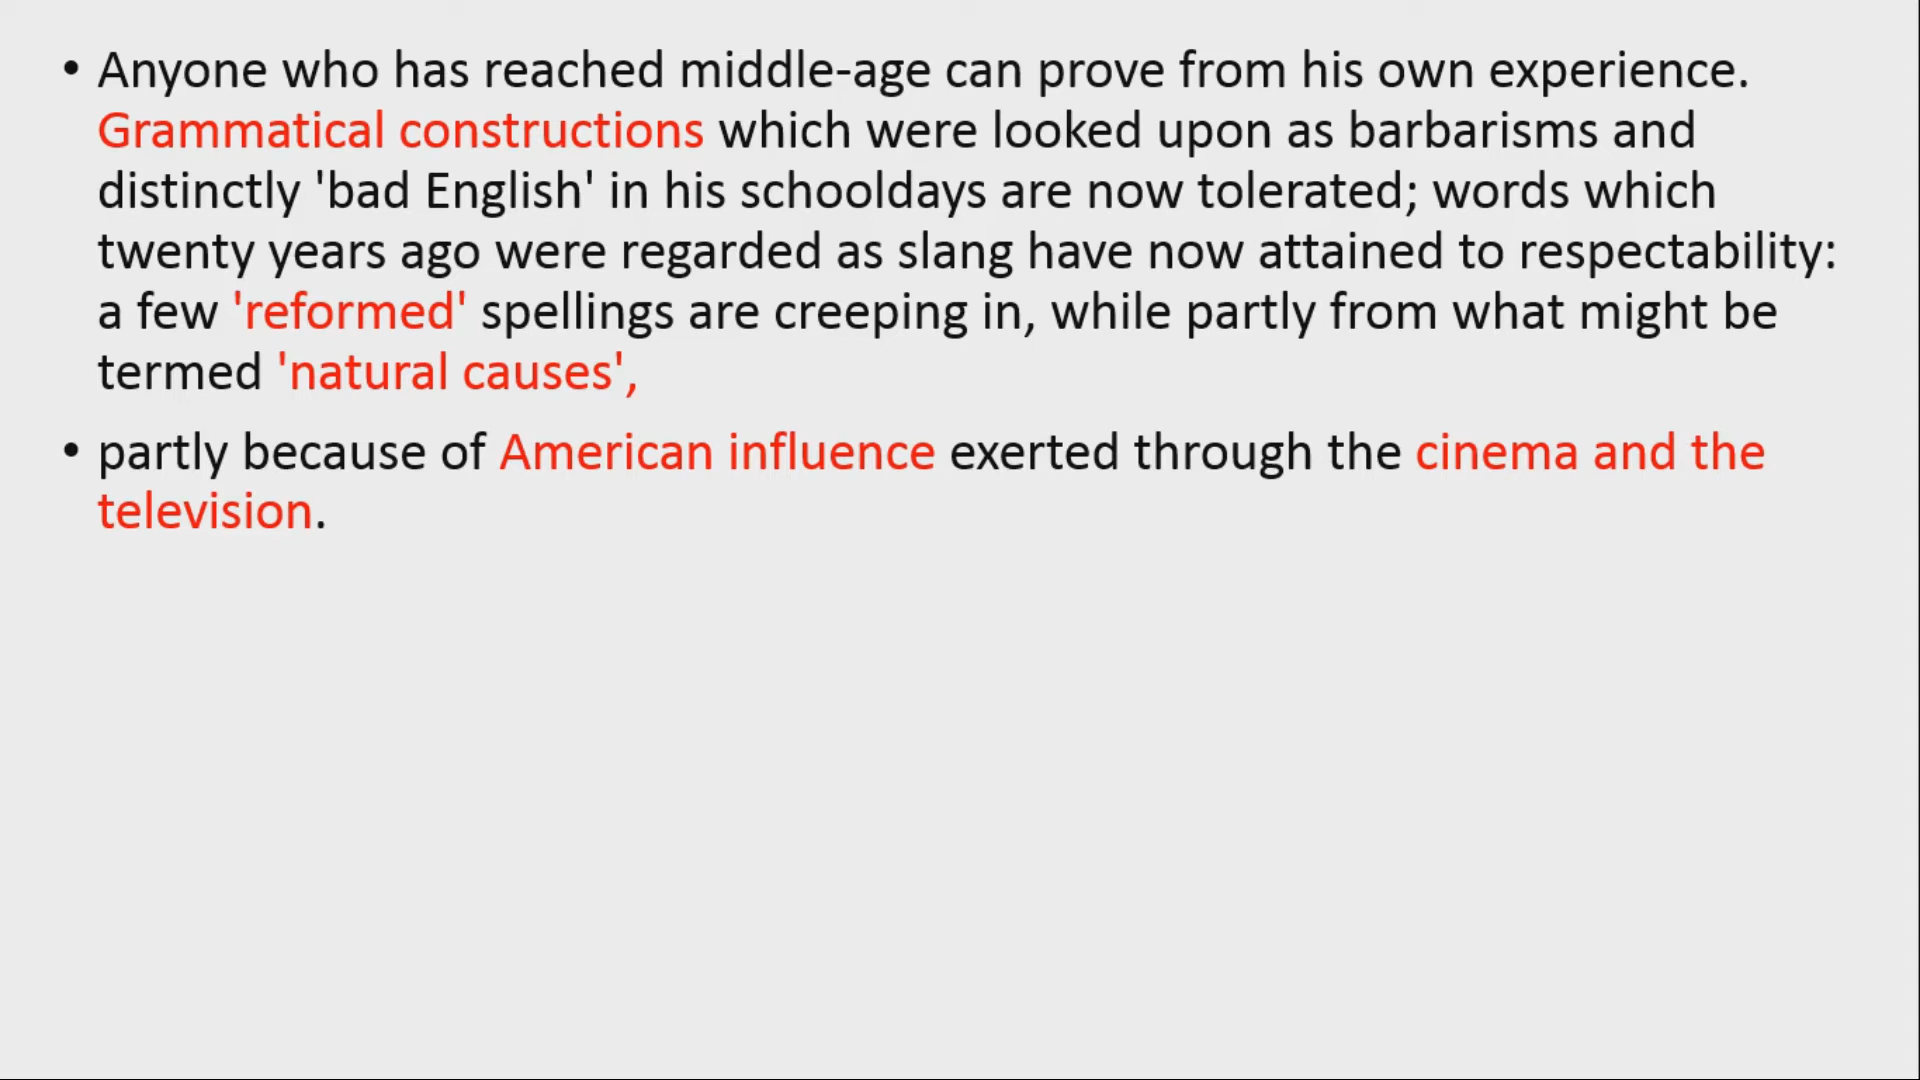 • Anyone who has reached middle-age can prove from his own experience.
Grammatical constructions which were looked upon as barbarisms and
distinctly 'bad English' in his schooldays are now tolerated; words which
twenty years ago were regarded as slang have now attained to respectability:
a few 'reformed' spellings are creeping in, while partly from what might be
termed 'natural causes',
• partly because of American influence exerted through the cinema and the
television.